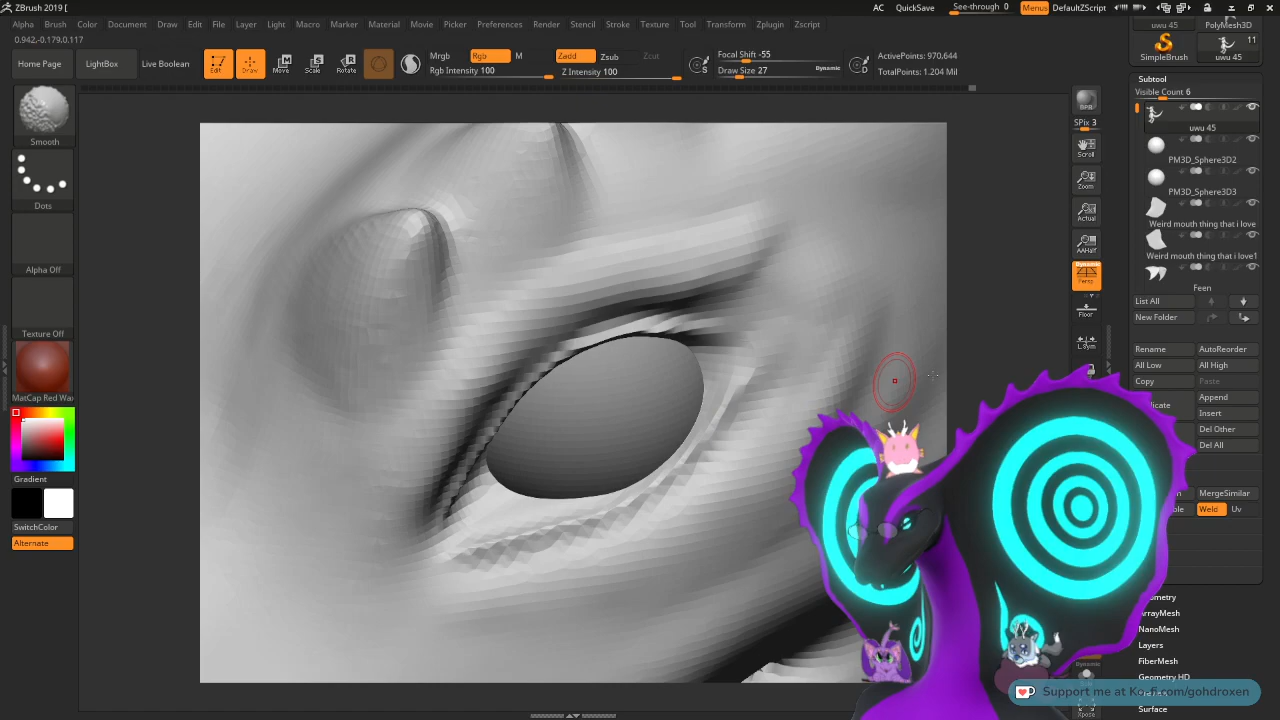 ZBrush 2019 [
AC QuickSave See-through 0 Menus DefaultZScript
Alpha Brush Color Document Draw Edit File Layer Light Macro Marker Material Movie Picker Preferences Render Stencil Stroke Texture Tool Transform Zplugin Zscript
0.942,-0.179,0.117
Home Page LightBox Live Boolean Edit Draw Move Scale Rotate
Mrgb Rgb M Zadd Zsub Zcut
Rgb Intensity 100 Z Intensity 100
Focal Shift -55
Draw Size 27 Dynamic
S D
ActivePoints: 970,644
TotalPoints: 1.204 Mil
uwu 45 PolyMesh3D
SimpleBrush uwu 45
11
Subtool
Visible Count 6
uwu 45
PM3D_Sphere3D2
PM3D_Sphere3D3
Weird mouth thing that i love
Weird mouth thing that i love1
Feen
List All
New Folder
Rename AutoReorder
All Low All High
Copy Paste
Append
Insert
Del Other
Del All
MergeSimilar
Weld Uv
ArrayMesh
NanoMesh
Layers
FiberMesh
Geometry HD
Surface
Smooth
Dots
Alpha Off
Texture Off
MatCap Red Wa
Gradient
SwitchColor
Alternate
BPR
SPix 3
Scroll
Zoom
Actual
AAHalf
Dynamic
Persp
Floor
L.Sym
Dynamic
Xpose
Support me at Ko-fi.com/gohdroxen